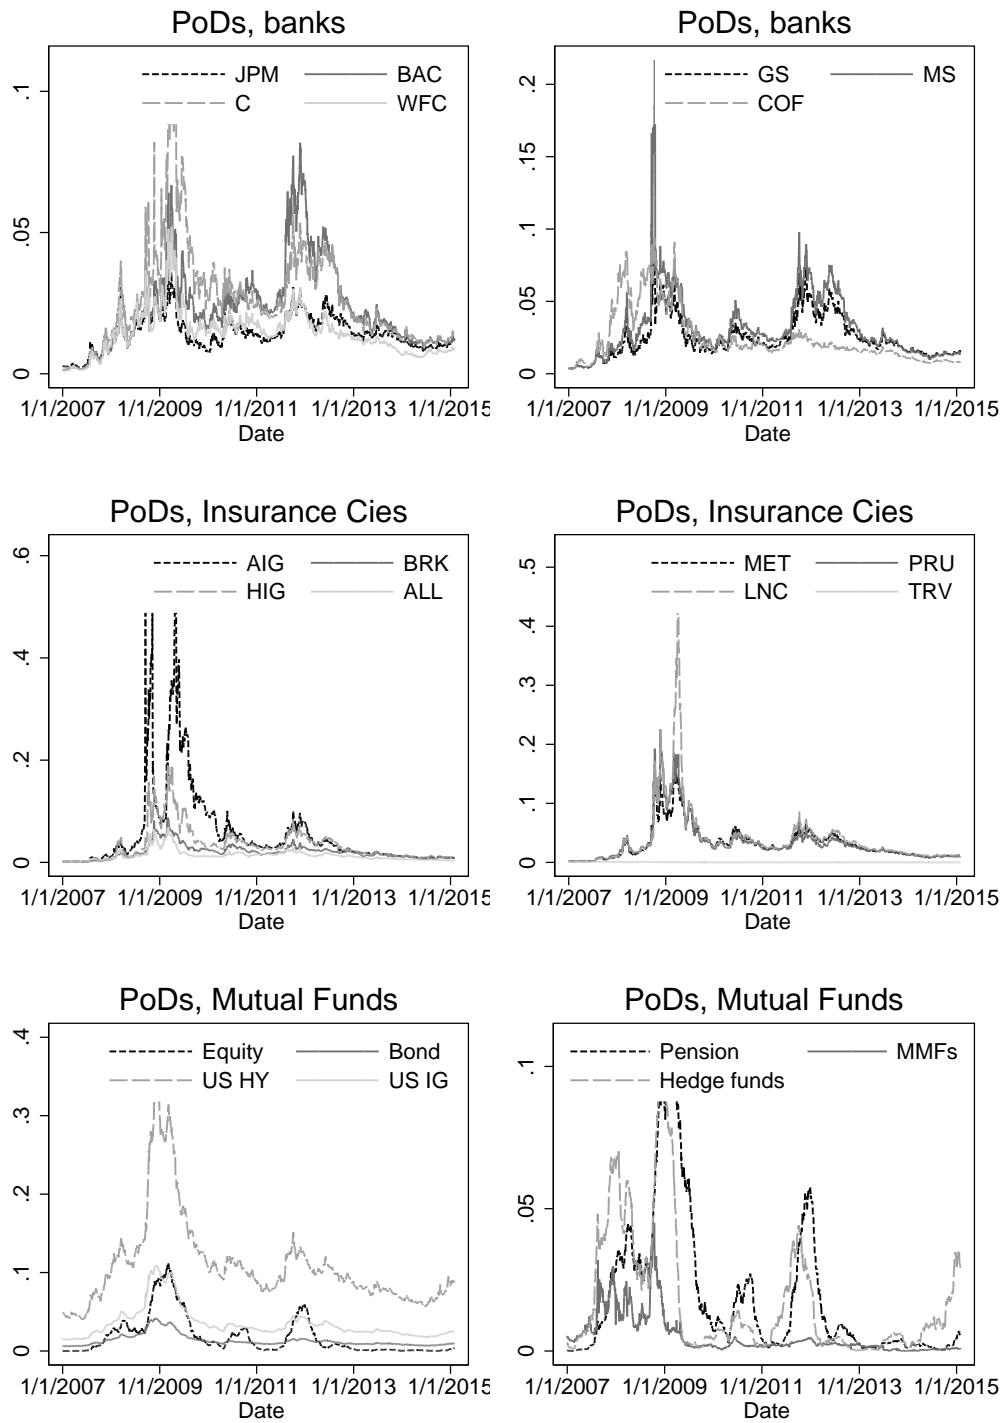 PoDs, banks
JPM BAC
C WFC
.1
.05
0
1/1/2007 1/1/2009 1/1/2011 1/1/2013 1/1/2015
Date
PoDs, banks
GS MS
COF
.2
.15
.1
.05
0
1/1/2007 1/1/2009 1/1/2011 1/1/2013 1/1/2015
Date
PoDs, Insurance Cies
AIG BRK
HIG ALL
.6
.4
.2
0
1/1/2007 1/1/2009 1/1/2011 1/1/2013 1/1/2015
Date
PoDs, Insurance Cies
MET PRU
LNC TRV
.5
.4
.3
.2
.1
0
1/1/2007 1/1/2009 1/1/2011 1/1/2013 1/1/2015
Date
PoDs, Mutual Funds
Equity Bond
US HY US IG
.4
.3
.2
.1
0
1/1/2007 1/1/2009 1/1/2011 1/1/2013 1/1/2015
Date
PoDs, Mutual Funds
Pension MMFs
Hedge funds
.1
.05
0
1/1/2007 1/1/2009 1/1/2011 1/1/2013 1/1/2015
Date